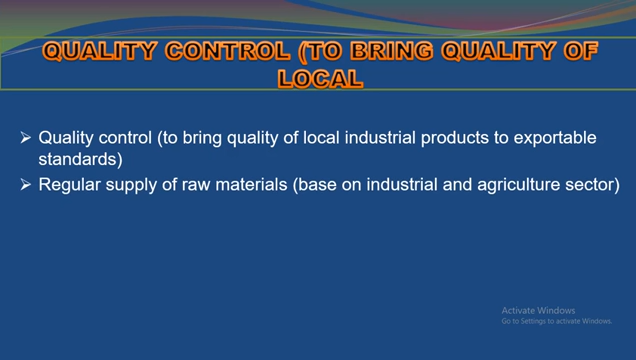 QUALITY CONTROL (TO BRING QUALITY OF
LOCAL
➢ Quality control (to bring quality of local industrial products to exportable
standards)
➢ Regular supply of raw materials (base on industrial and agriculture sector)
Activate Windows
Go to Settings to activate Windows.